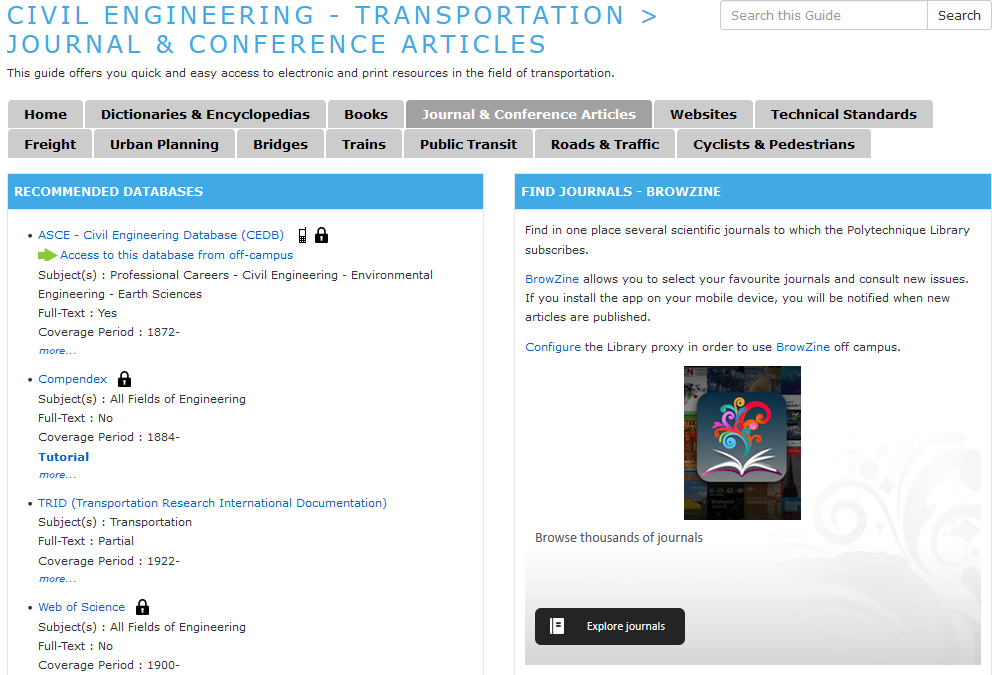 CIVIL ENGINEERING - TRANSPORTATION >
JOURNAL & CONFERENCE ARTICLES
Search this Guide
Search
This guide offers you quick and easy access to electronic and print resources in the field of transportation.
Home
Dictionaries & Encyclopedias
Books
Journal & Conference Articles
Websites
Technical Standards
Freight
Urban Planning
Bridges
Trains
Public Transit
Roads & Traffic
Cyclists & Pedestrians
RECOMMENDED DATABASES
• ASCE - Civil Engineering Database (CEDB)
Access to this database from off-campus
Subject(s) : Professional Careers - Civil Engineering - Environmental
Engineering - Earth Sciences
Full-Text : Yes
Coverage Period : 1872-
more...
• Compendex
Subject(s) : All Fields of Engineering
Full-Text : No
Coverage Period : 1884-
Tutorial
more...
• TRID (Transportation Research International Documentation)
Subject(s) : Transportation
Full-Text : Partial
Coverage Period : 1922-
more...
• Web of Science
Subject(s) : All Fields of Engineering
Full-Text : No
Coverage Period : 1900-
FIND JOURNALS - BROWZINE
Find in one place several scientific journals to which the Polytechnique Library
subscribes.
BrowZine allows you to select your favourite journals and consult new issues.
If you install the app on your mobile device, you will be notified when new
articles are published.
Configure the Library proxy in order to use BrowZine off campus.
Browse thousands of journals
Explore journals